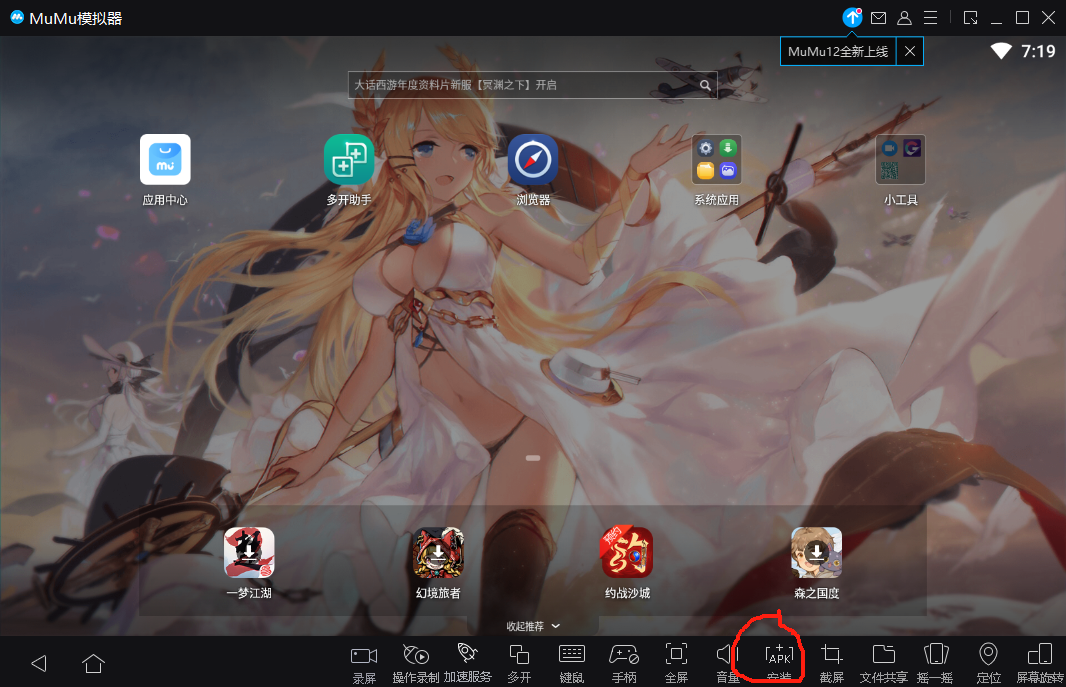 MuMu模拟器
MuMu12全新上线
7:19
大话西游年度资料片新服【冥渊之下】开启
mu
应用中心
多开助手
浏览器
系统应用
小工具
预约
一梦江湖
幻境旅者
约战沙城
森之国度
收起推荐
APK
录屏
操作录制
加速服务
多开
键鼠
手柄
全屏
音量
安装
截屏
文件共享
摇一摇
定位
屏幕旋转